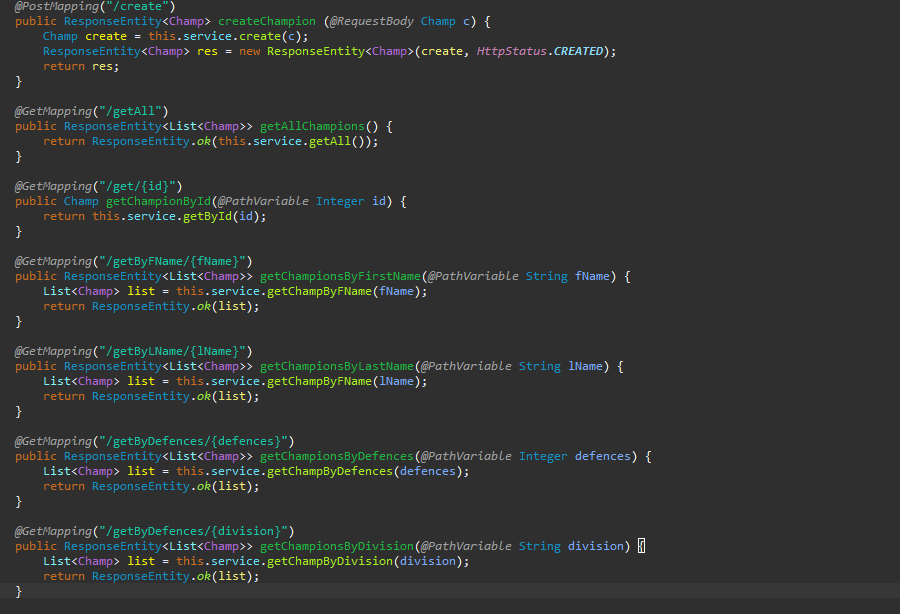 @PostMapping("/create")
public ResponseEntity<Champ> createChampion (@RequestBody Champ c) {
Champ create = this.service.create(c);
ResponseEntity<Champ> res = new ResponseEntity<Champ>(create, HttpStatus.CREATED);
return res;
}
@GetMapping("/getAll")
public ResponseEntity<List<Champ>> getAllChampions() {
return ResponseEntity.ok(this.service.getAll());
}
@GetMapping("/get/{id}")
public Champ getChampionById(@PathVariable Integer id) {
return this.service.getById(id);
}
@GetMapping("/getByFName/{fName}")
public ResponseEntity<List<Champ>> getChampionsByFirstName(@PathVariable String fName) {
List<Champ> list = this.service.getChampByFName(fName);
return ResponseEntity.ok(list);
}
@GetMapping("/getByLName/{lName}")
public ResponseEntity<List<Champ>> getChampionsByLastName(@PathVariable String lName) {
List<Champ> list = this.service.getChampByFName(lName);
return ResponseEntity.ok(list);
}
@GetMapping("/getByDefences/{defences}")
public ResponseEntity<List<Champ>> getChampionsByDefences(@PathVariable Integer defences) {
List<Champ> list = this.service.getChampByDefences(defences);
return ResponseEntity.ok(list);
}
@GetMapping("/getByDefences/{division}")
public ResponseEntity<List<Champ>> getChampionsByDivision(@PathVariable String division) {
List<Champ> list = this.service.getChampByDivision(division);
return ResponseEntity.ok(list);
}